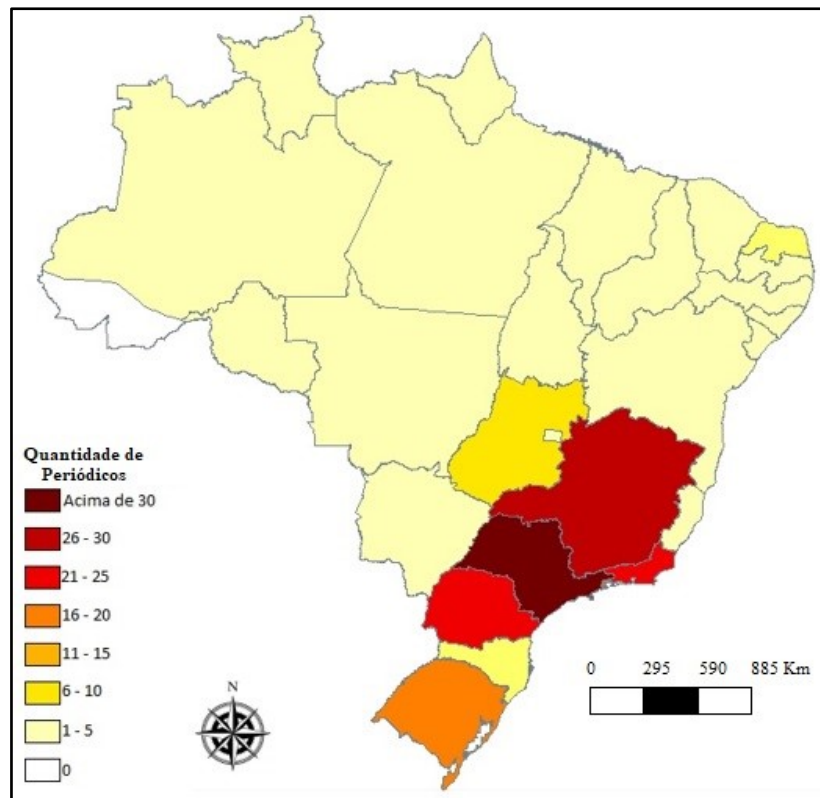 Quantidade de
Periódicos
Acima de 30
26 - 30
21 - 25
16 - 20
11 - 15
6 - 10
1 - 5
0
N
0 295 590 885 Km